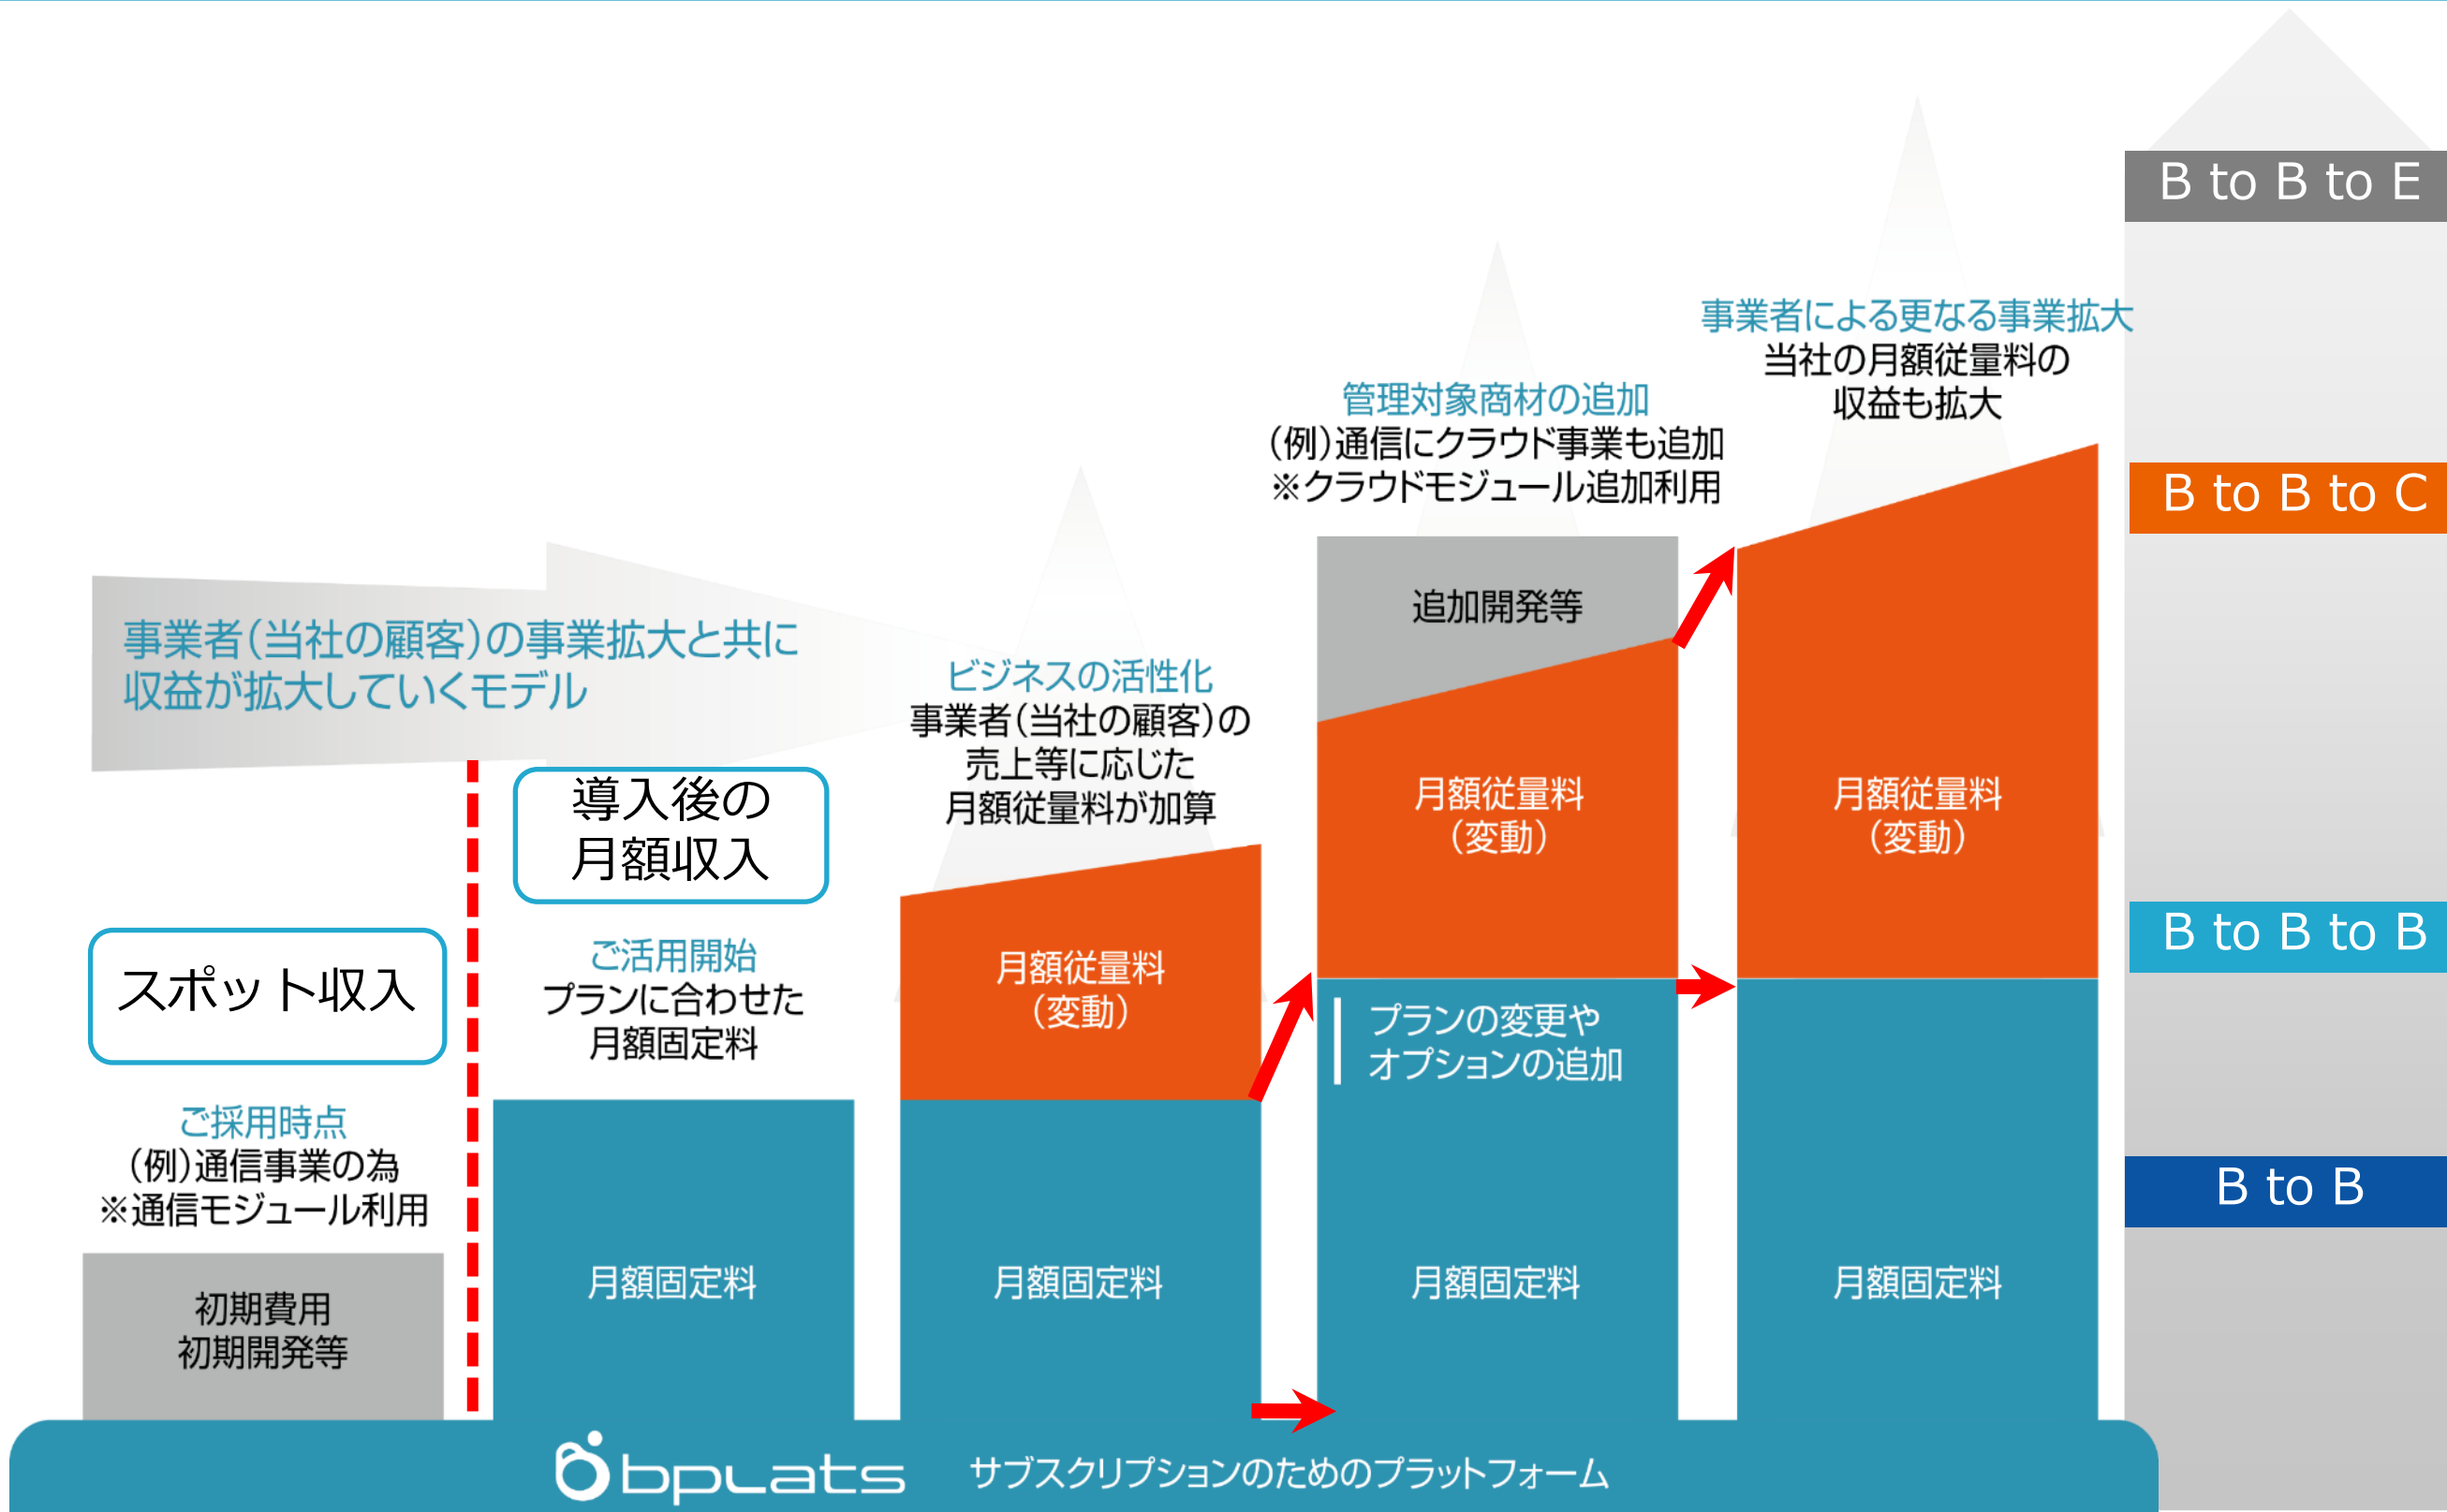 事業者(当社の顧客)の事業拡大と共に
収益が拡大していくモデル
スポット収入
ご採用時点
(例)通信事業の為
※通信モジュール利用
初期費用
初期開発等
導入後の
月額収入
ご活用開始
プランに合わせた
月額固定料
月額固定料
ビジネスの活性化
事業者(当社の顧客)の
売上等に応じた
月額従量料が加算
月額従量料
(変動)
月額固定料
管理対象商材の追加
(例)通信にクラウド事業も追加
※クラウドモジュール追加利用
追加開発等
月額従量料
(変動)
プランの変更や
オプションの追加
月額固定料
事業者による更なる事業拡大
当社の月額従量料の
収益も拡大
月額従量料
(変動)
月額固定料
B to B to E
B to B to C
B to B to B
B to B
bplats
サブスクリプションのためのプラットフォーム